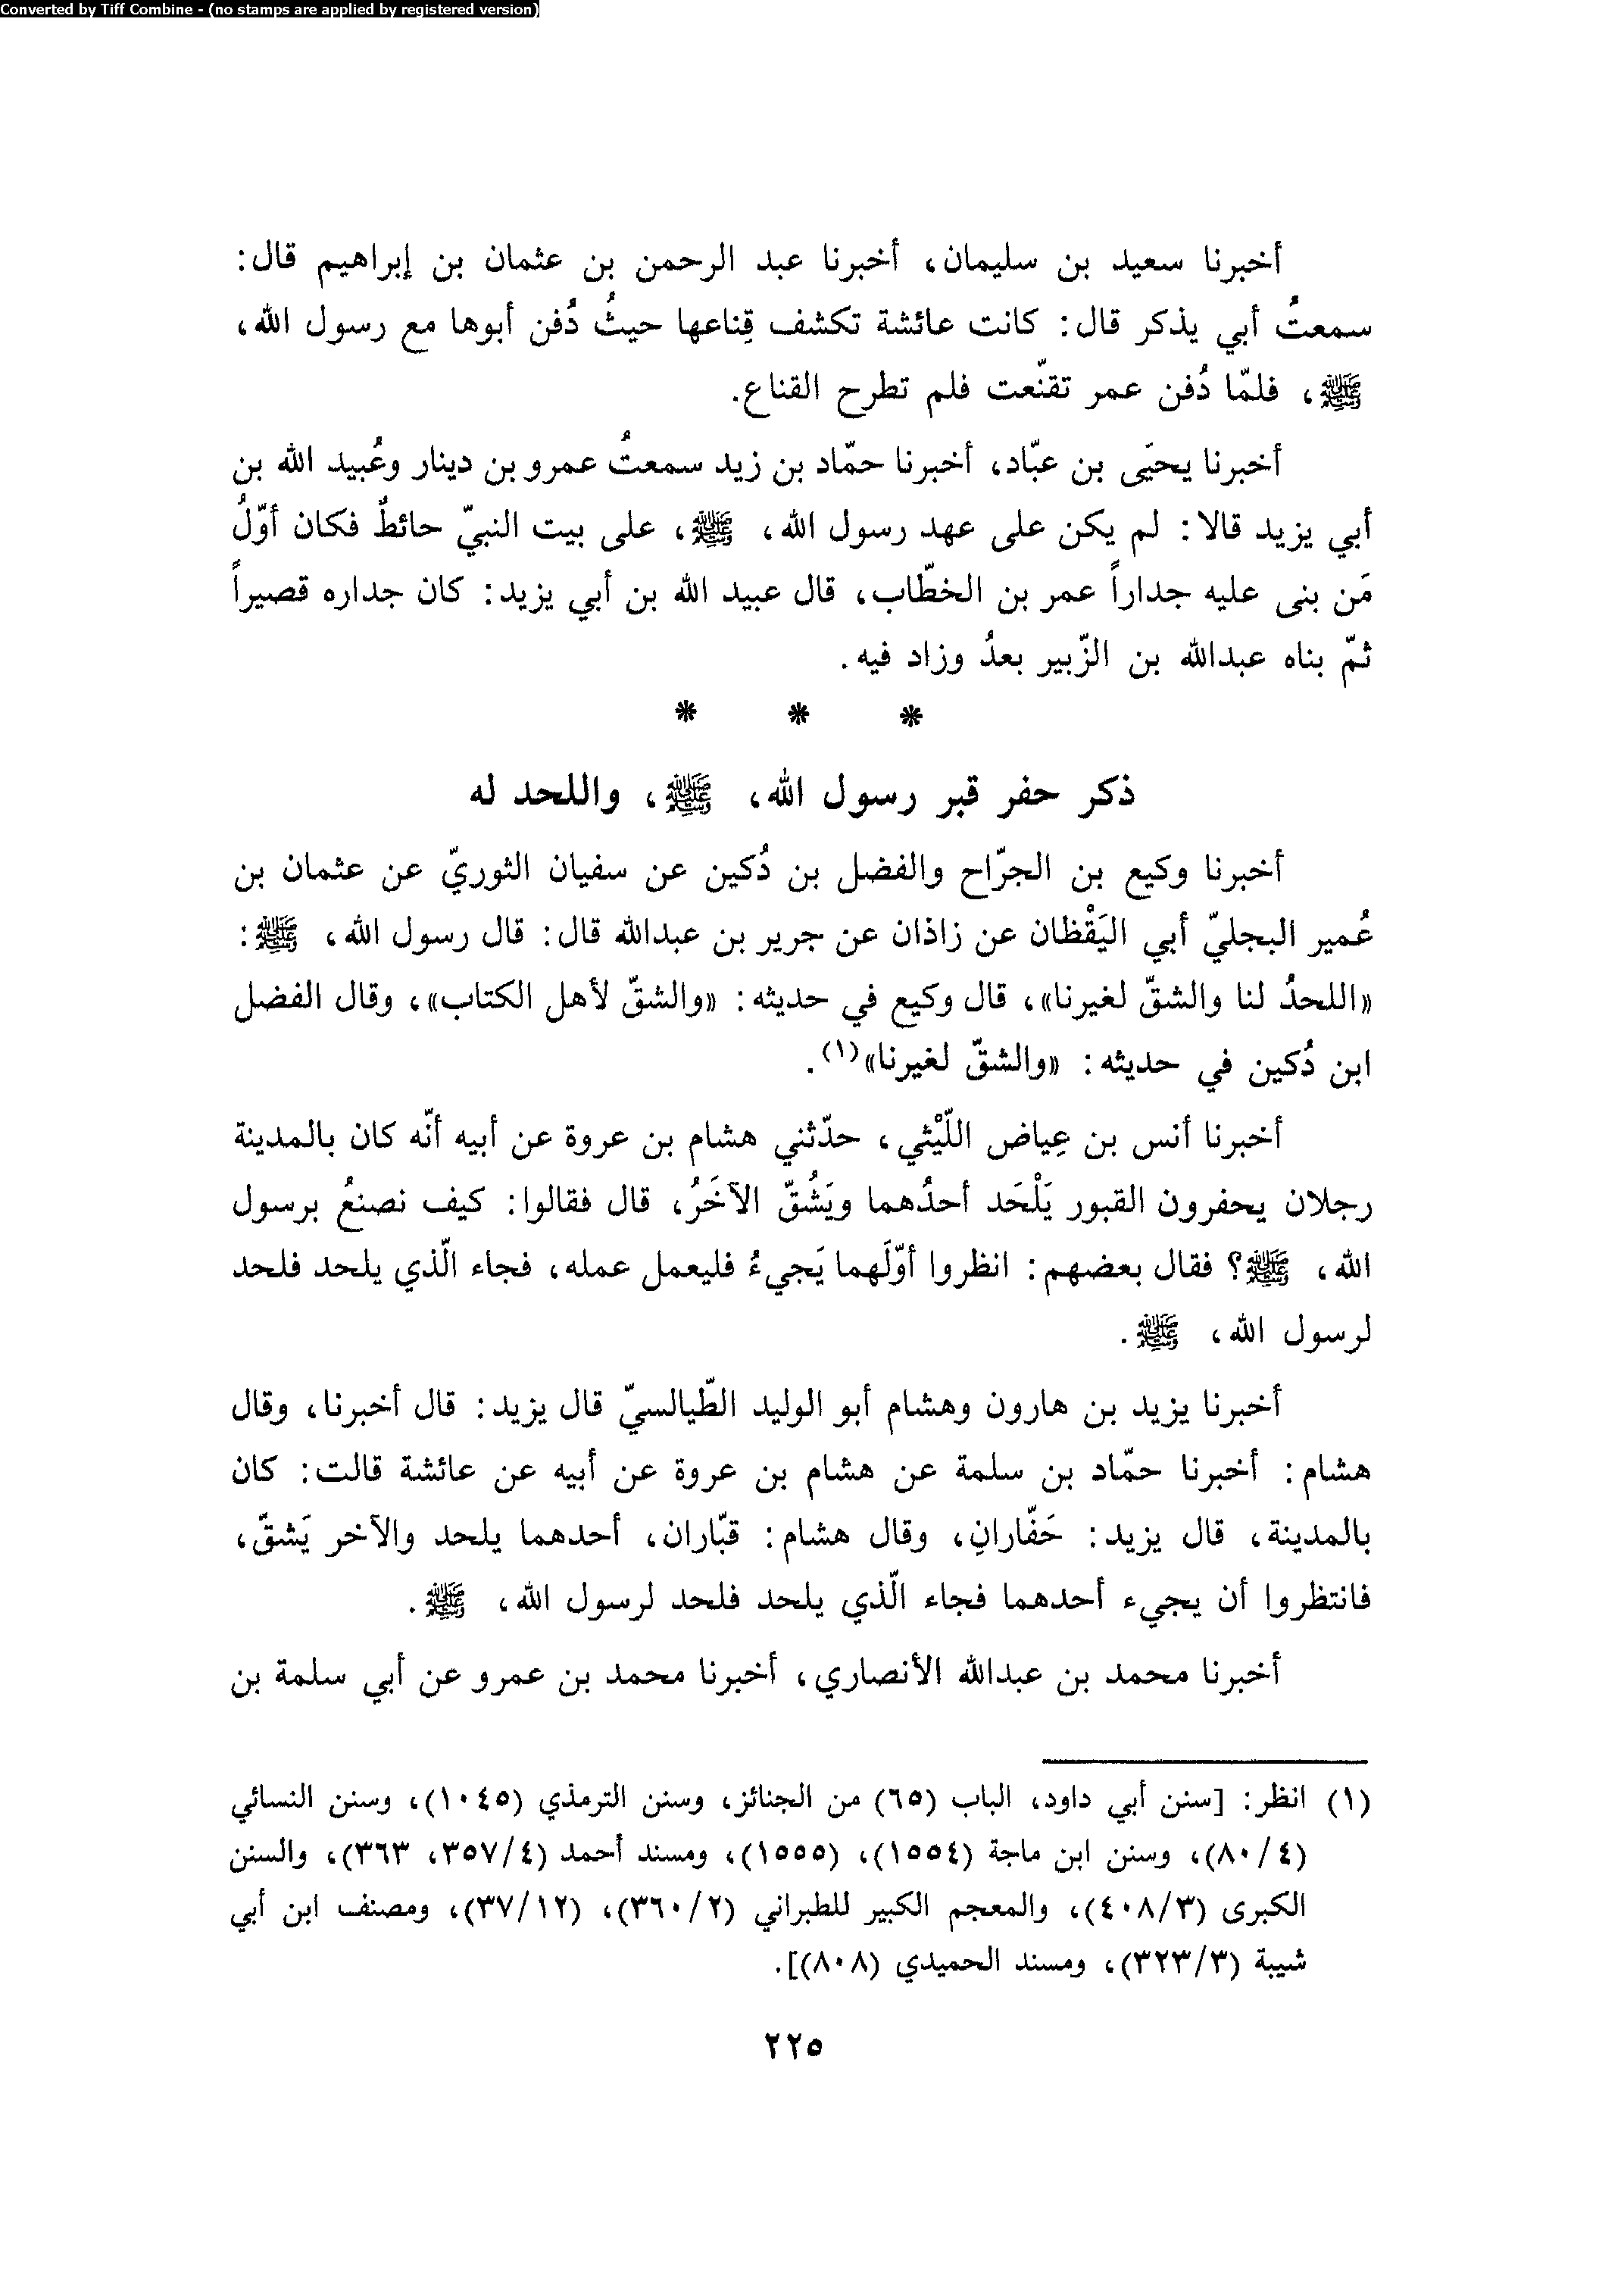 Converted by Tiff Combine - (no stamps are applied by registered version)
أخبرنا سعيد بن سليمان، أخبرنا عبد الرحمن بن عثمان بن إبراهيم قال:
سمعتُ أبي يذكر قال: كانت عائشة تكشف قِناعها حيثُ دُفن أبوها مع رسول الله،
ﷺ، فلمّا دُفن عمر تقنّعت فلم تطرح القناع.
أخبرنا يحيَى بن عبّاد، أخبرنا حمّاد بن زيد سمعتُ عمرو بن دينار وعُبيد الله بن
أبي يزيد قالا: لم يكن على عهد رسول الله، ﷺ، على بيت النبيّ حائطٌ فكان أوّلُ
مَن بنى عليه جداراً عمر بن الخطّاب، قال عبيد الله بن أبي يزيد: كان جداره قصيراً
ثمّ بناه عبدالله بن الزّبير بعدُ وزاد فيه.
* * *
ذكر حفر قبر رسول الله، ﷺ، واللحد له
أخبرنا وكيع بن الجرّاح والفضل بن دُكين عن سفيان الثوريّ عن عثمان بن
عُمير البجليّ أبي اليَقْظان عن زاذان عن جرير بن عبدالله قال: قال رسول الله، ﷺ:
«اللحدُ لنا والشقّ لغيرنا»، قال وكيع في حديثه: «والشقّ لأهل الكتاب»، وقال الفضل
ابن دُكين في حديثه: «والشقّ لغيرنا»(١).
أخبرنا أنس بن عِياض اللّيْثي، حدّثني هشام بن عروة عن أبيه أنّه كان بالمدينة
رجلان يحفرون القبور يَلْحَد أحدُهما ويَشُقّ الآخَرُ، قال فقالوا: كيف نصنعُ برسول
الله، ﷺ؟ فقال بعضهم: انظروا أوّلَهما يَجيءُ فليعمل عمله، فجاء الّذي يلحد فلحد
لرسول الله، ﷺ.
أخبرنا يزيد بن هارون وهشام أبو الوليد الطّيالسيّ قال يزيد: قال أخبرنا، وقال
هشام: أخبرنا حمّاد بن سلمة عن هشام بن عروة عن أبيه عن عائشة قالت: كان
بالمدينة، قال يزيد: حَفّارانِ، وقال هشام: قبّاران، أحدهما يلحد والآخر يَشقّ،
فانتظروا أن يجيء أحدهما فجاء الّذي يلحد فلحد لرسول الله، ﷺ.
أخبرنا محمد بن عبدالله الأنصاري، أخبرنا محمد بن عمرو عن أبي سلمة بن
(١) انظر: [سنن أبي داود، الباب (٦٥) من الجنائز، وسنن الترمذي (١٠٤٥)، وسنن النسائي
(٨٠/٤)، وسنن ابن ماجة (١٥٥٤)، (١٥٥٥)، ومسند أحمد (٣٥٧/٤، ٣٦٣)، والسنن
الكبرى (٤٠٨/٣)، والمعجم الكبير للطبراني (٣٦٠/٢)، (٣٧/١٢)، ومصنف ابن أبي
شيبة (٣٢٣/٣)، ومسند الحميدي (٨٠٨)].
٢٢٥